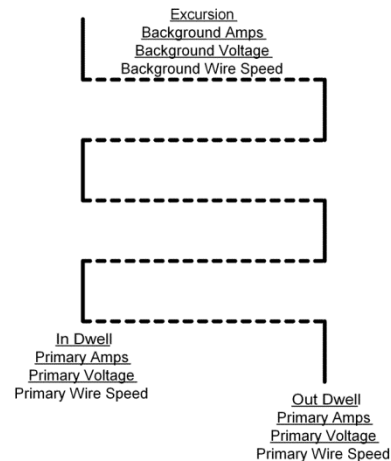 Excursion
Background Amps
Background Voltage
Background Wire Speed
In Dwell
Primary Amps
Primary Voltage
Primary Wire Speed
Out Dwell
Primary Amps
Primary Voltage
Primary Wire Speed